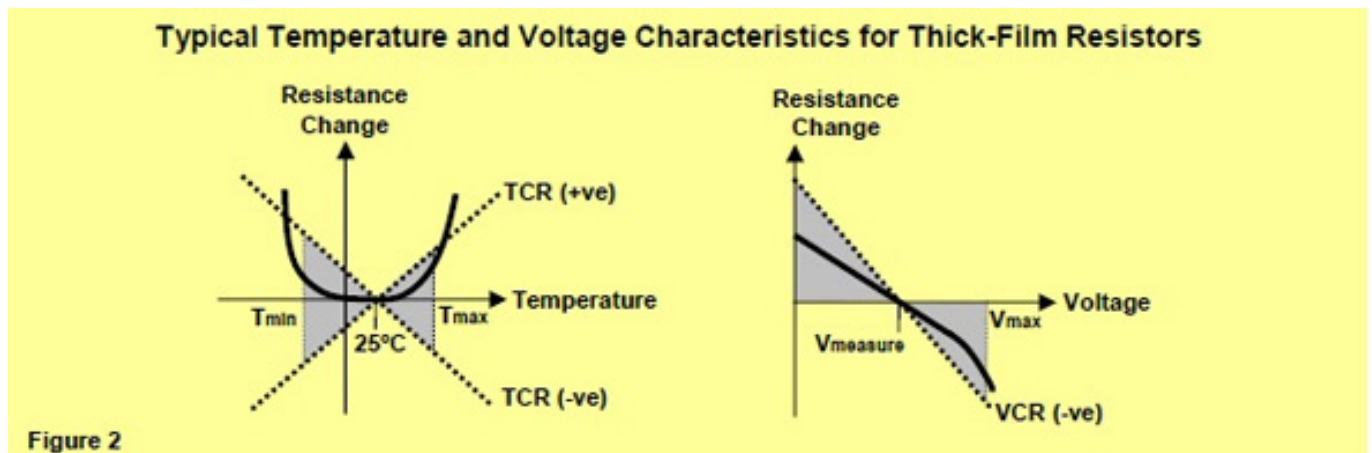 Typical Temperature and Voltage Characteristics for Thick-Film Resistors
Resistance
Change
TCR (+ve)
Temperature
Tmin
Tmax
25ºC
TCR (-ve)
Resistance
Change
Voltage
Vmax
Vmeasure
VCR (-ve)
Figure 2